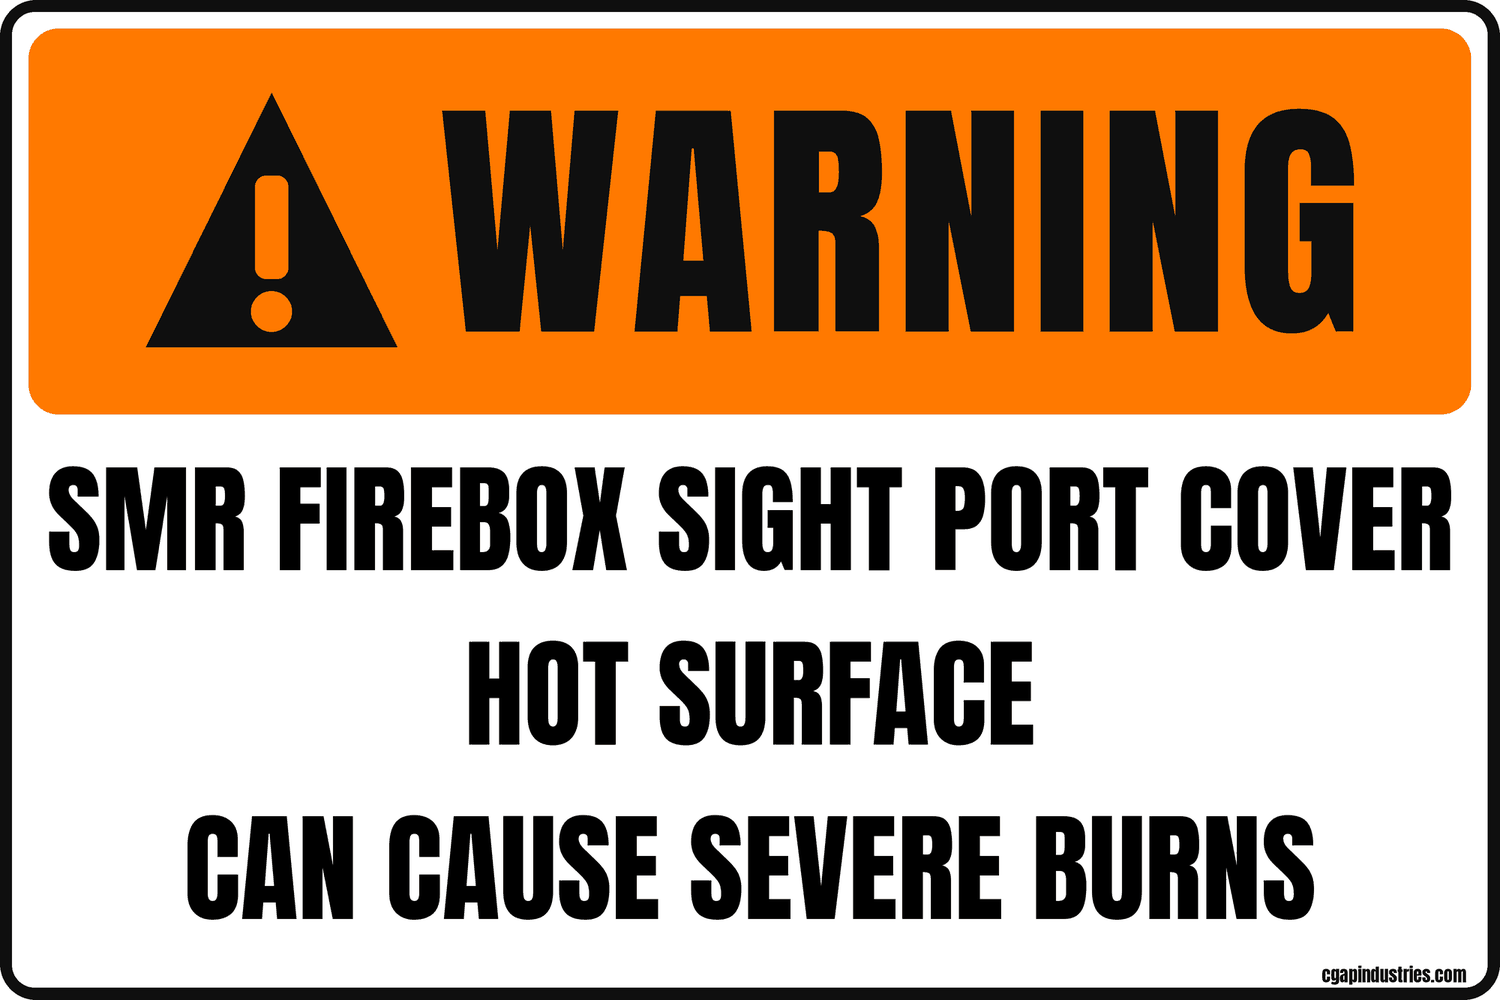 WARNING
SMR FIREBOX SIGHT PORT COVER
HOT SURFACE
CAN CAUSE SEVERE BURNS
cgapindustries.com